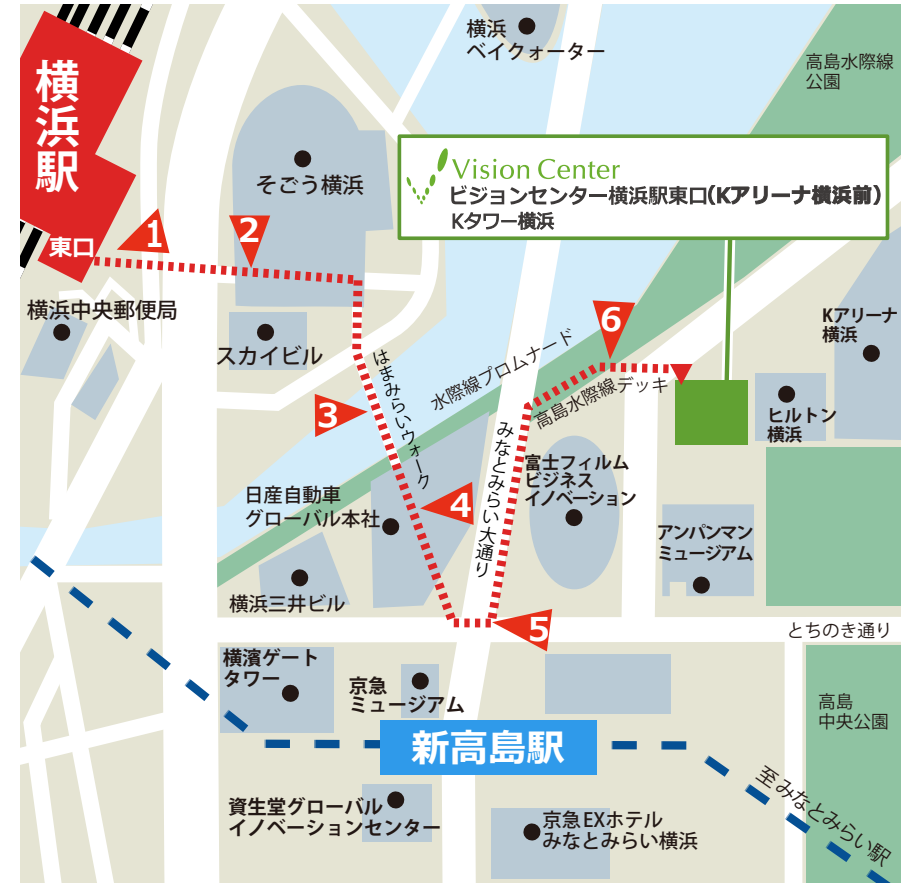 横浜駅
東口
1
2
3
4
5
6
横浜
ベイクォーター
高島水際線
公園
そごう横浜
Vision Center
ビジョンセンター横浜駅東口(Kアリーナ横浜前)
Kタワー横浜
横浜中央郵便局
スカイビル
Kアリーナ
横浜
はまみらいウォーク
水際線プロムナード
高島水際線デッキ
みなとみらい大通り
ヒルトン
横浜
富士フィルム
ビジネス
イノベーション
日産自動車
グローバル本社
アンパンマン
ミュージアム
横浜三井ビル
とちのき通り
横濱ゲート
タワー
京急
ミュージアム
高島
中央公園
新高島駅
資生堂グローバル
イノベーションセンター
京急EXホテル
みなとみらい横浜
至みなとみらい駅